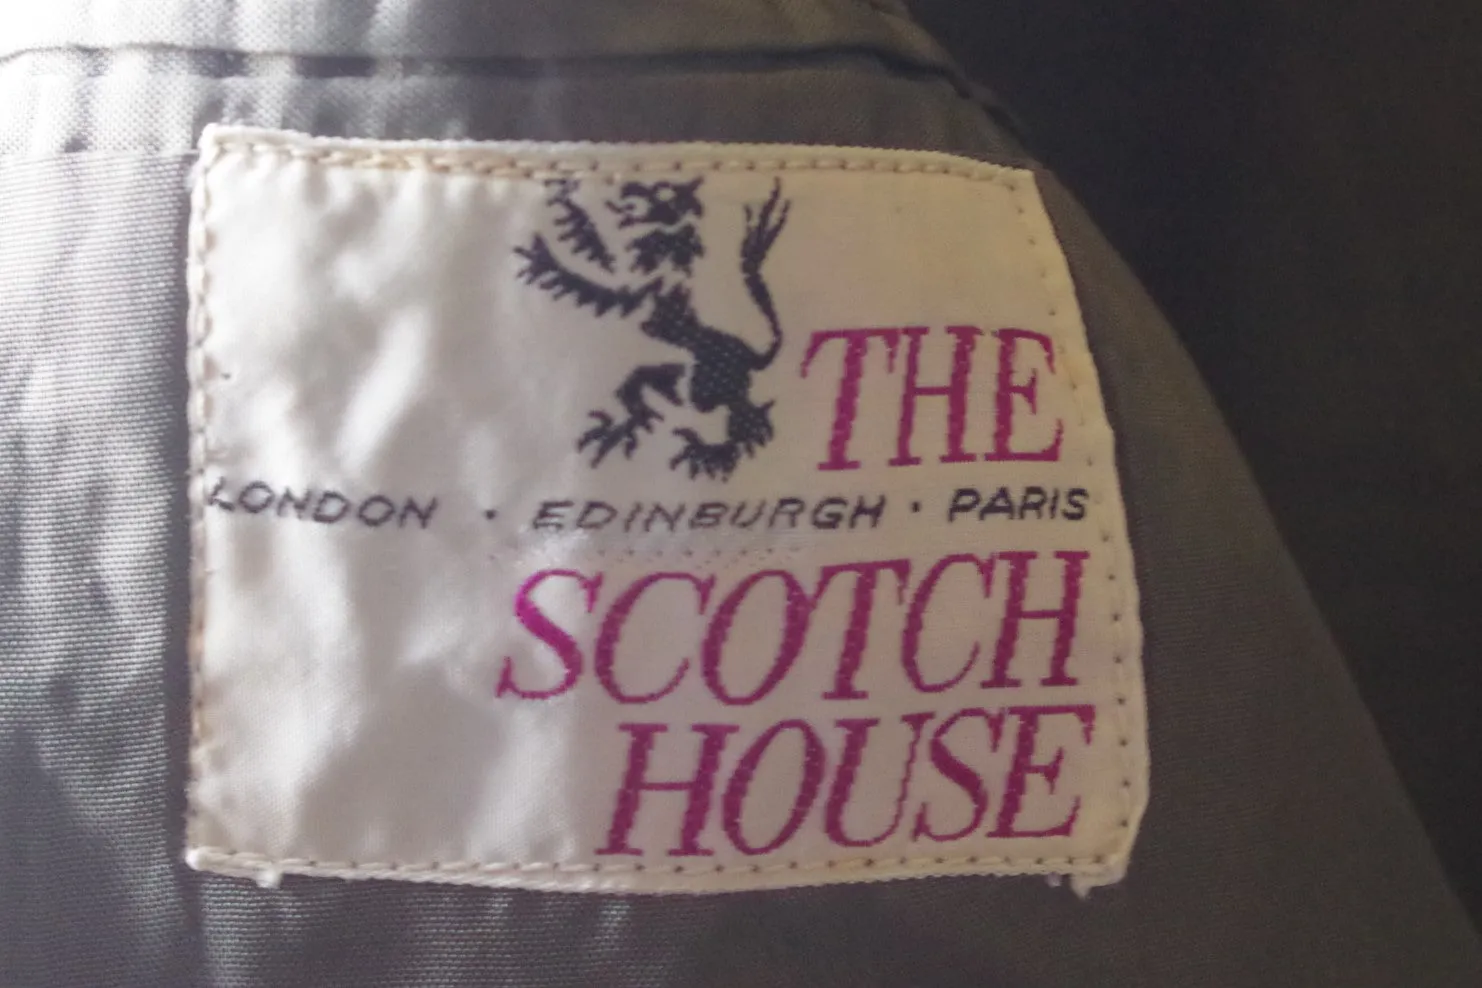 THE
LONDON · EDINBURGH · PARIS
SCOTCH
HOUSE